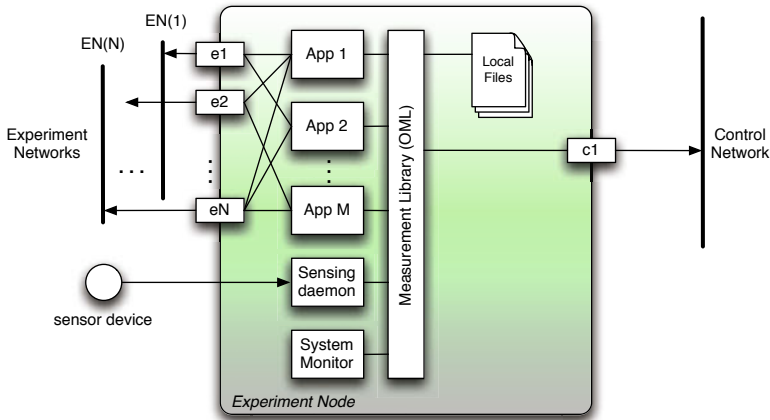 EN(1)
EN(N)
e1
App 1
Local
Files
e2
App 2
Experiment
Networks
Measurement Library (OML)
c1
Control
Network
...
...
...
eN
App M
Sensing
daemon
sensor device
System
Monitor
Experiment Node